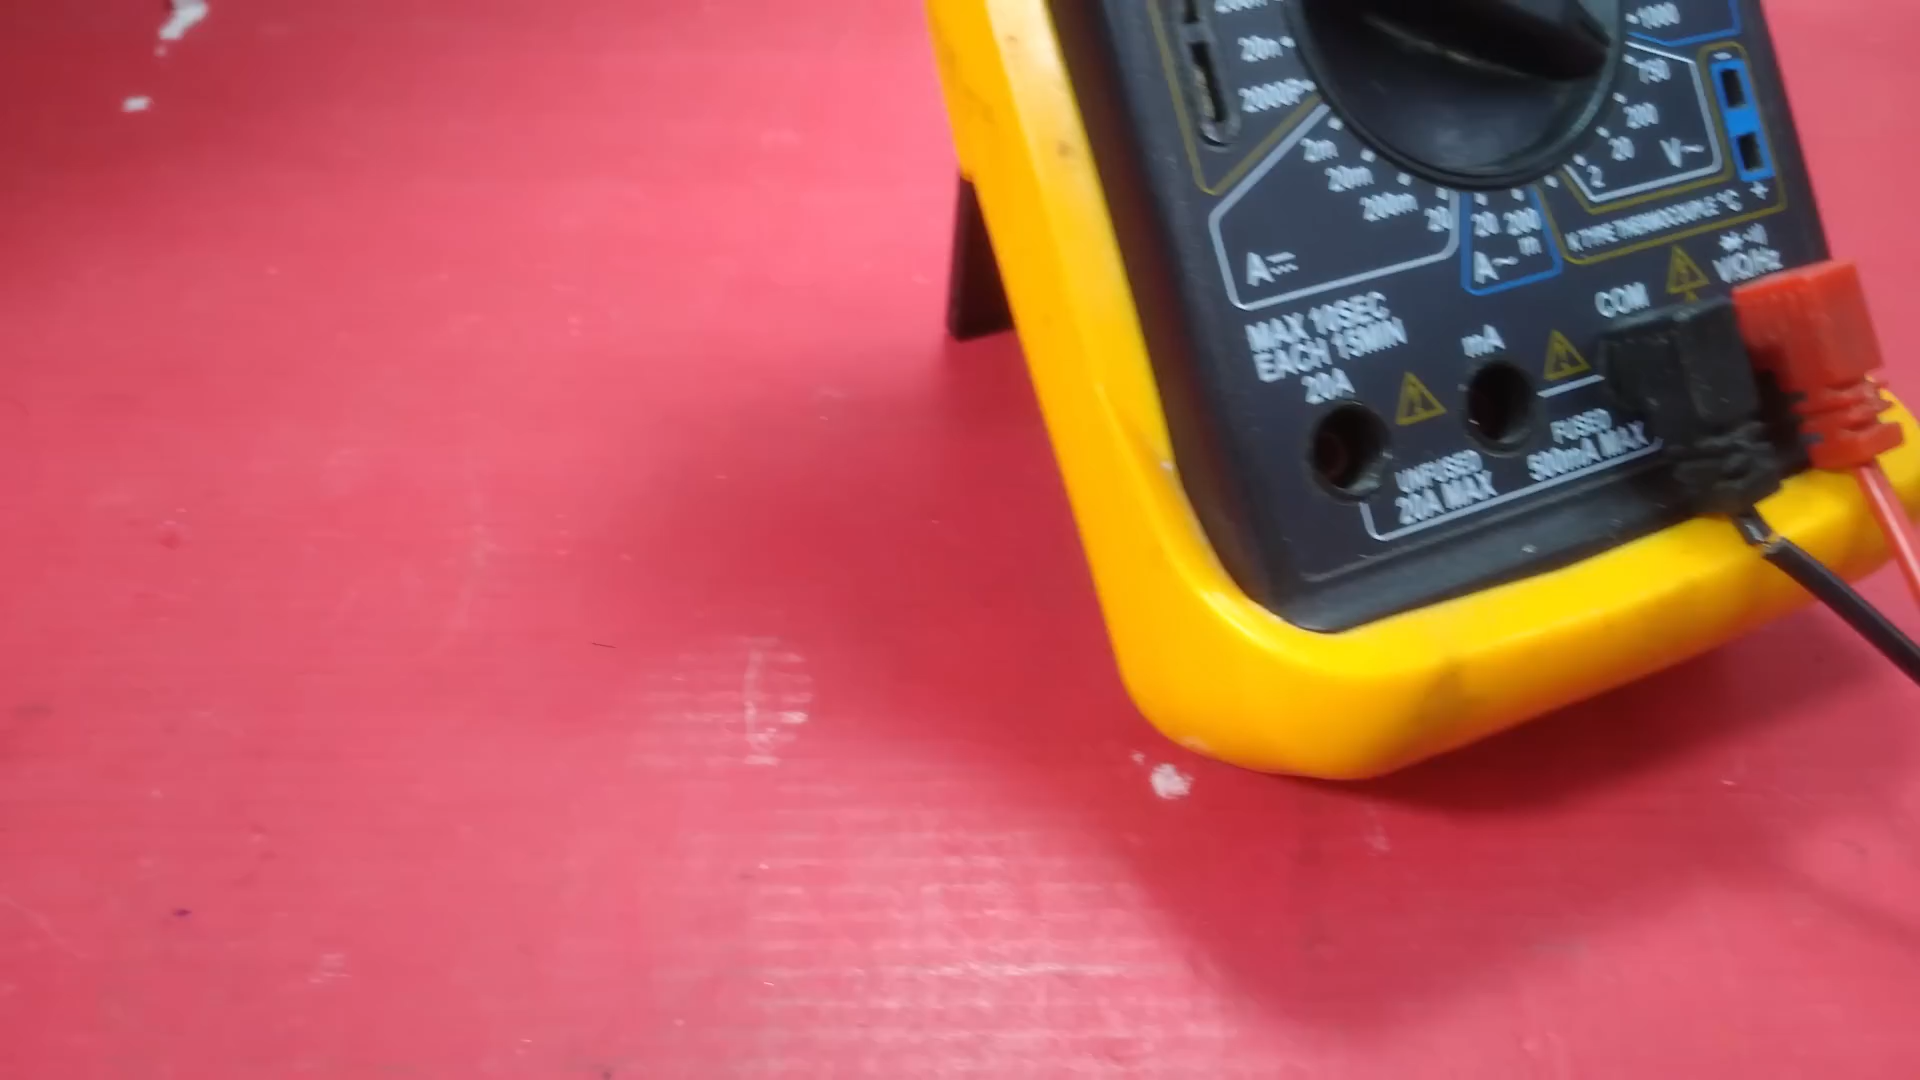 20m
2000P
1000
750
200
20
2
V~
2m
20m
200m
20
A⎓
20
200
m
A~
K TYPE THERMOCOUPLE °C
-
+
MAX 10SEC
EACH 15MIN
20A
mA
COM
VΩHz
UNFUSED
20A MAX
FUSED
500mA MAX